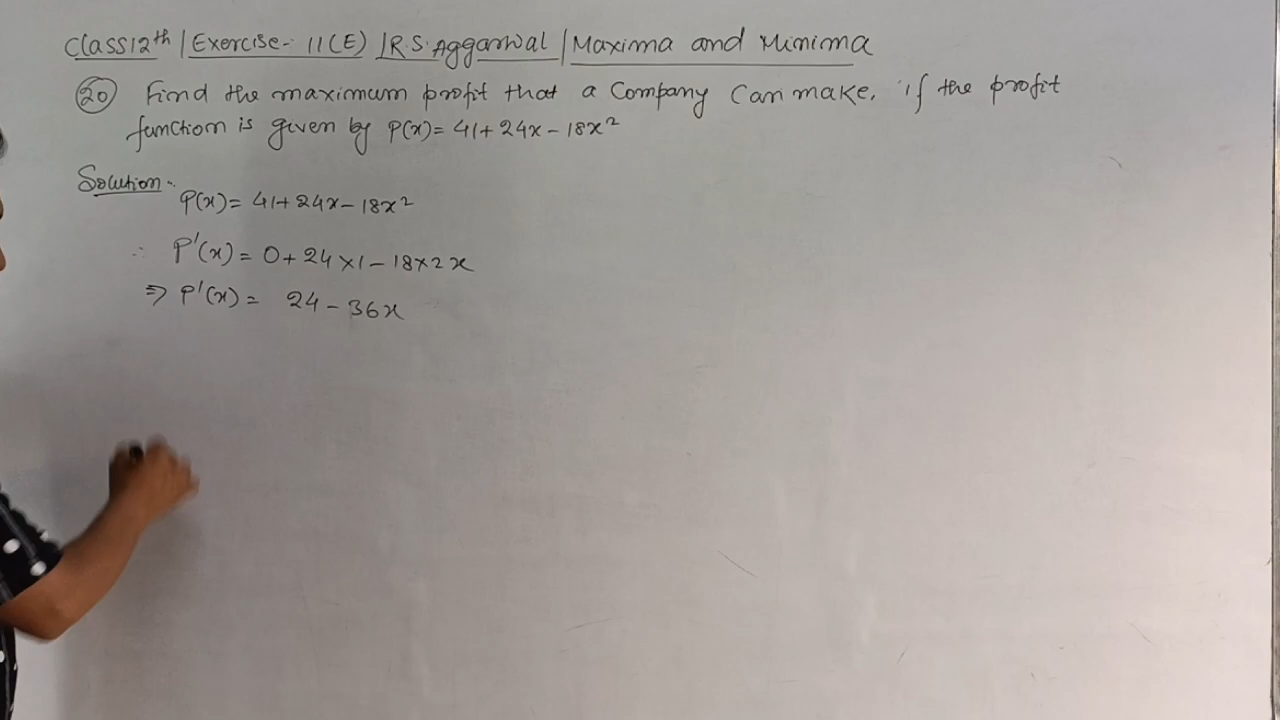 Class 12th | Exercise- 11(E) | R.S. Aggarwal | Maxima and Minima
(20) Find the maximum profit that a Company Can make, if the profit
function is given by P(x) = 41 + 24x - 18x²
Solution:-
P(x) = 41 + 24x - 18x²
∴ P'(x) = 0 + 24×1 - 18×2x
⇒ P'(x) = 24 - 36x